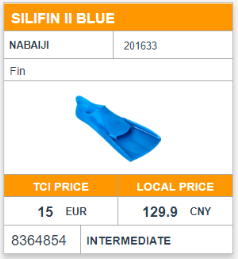 SILIFIN II BLUE
NABAIJI 201633
Fin
TCI PRICE LOCAL PRICE
15 EUR 129.9 CNY
8364854 INTERMEDIATE